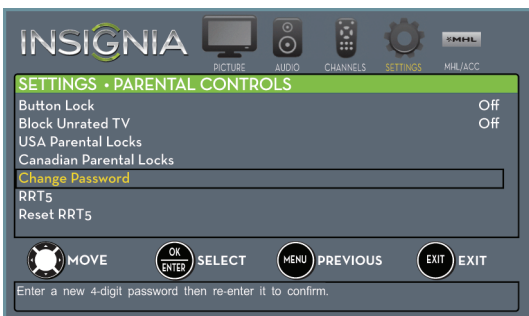 INSIGNIA
PICTURE AUDIO CHANNELS SETTINGS MHL/ACC
MHL
SETTINGS • PARENTAL CONTROLS
Button Lock Off
Block Unrated TV Off
USA Parental Locks
Canadian Parental Locks
Change Password
RRT5
Reset RRT5
MOVE OK ENTER SELECT MENU PREVIOUS EXIT EXIT
Enter a new 4-digit password then re-enter it to confirm.